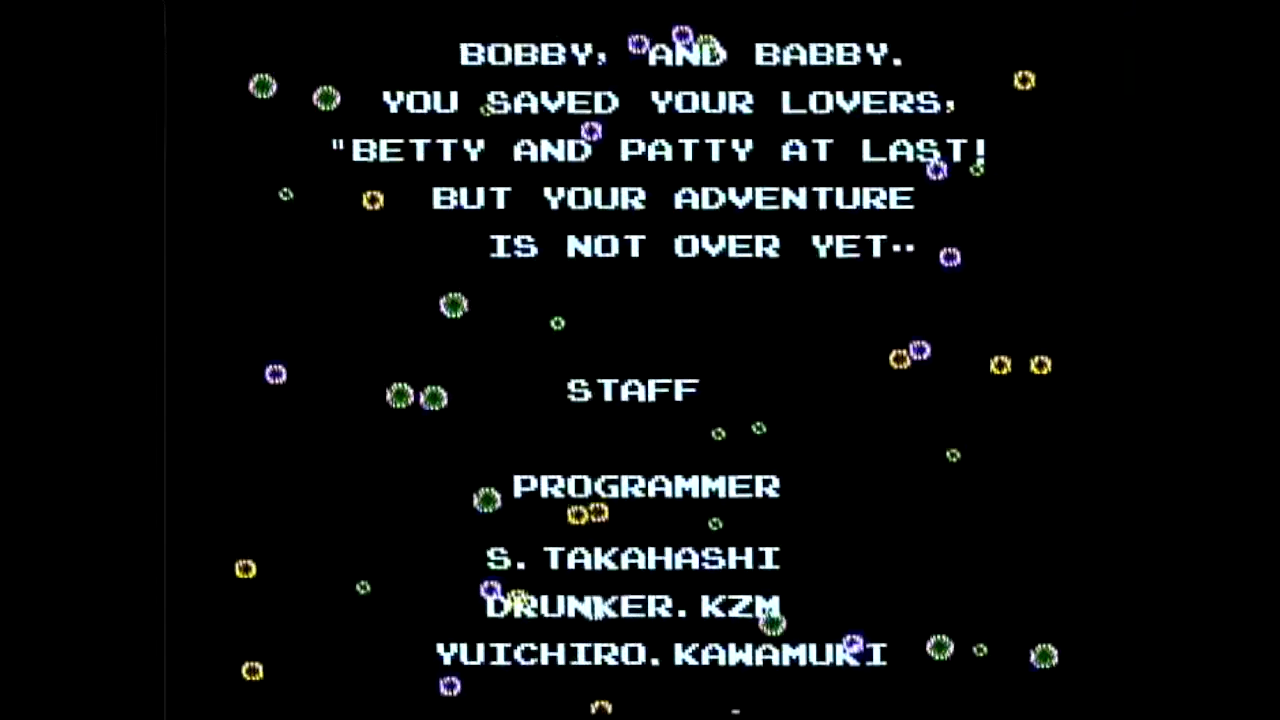 BOBBY, AND BABBY.
YOU SAVED YOUR LOVERS,
"BETTY AND PATTY AT LAST!
BUT YOUR ADVENTURE
IS NOT OVER YET··
STAFF
PROGRAMMER
S.TAKAHASHI
DRUNKER.KZM
YUICHIRO.KAWAMUKI